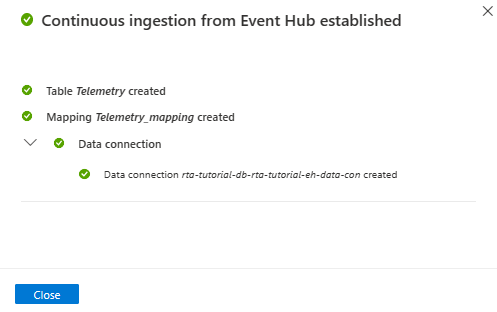 Continuous ingestion from Event Hub established
Table Telemetry created
Mapping Telemetry_mapping created
Data connection
Data connection rta-tutorial-db-rta-tutorial-eh-data-con created
Close